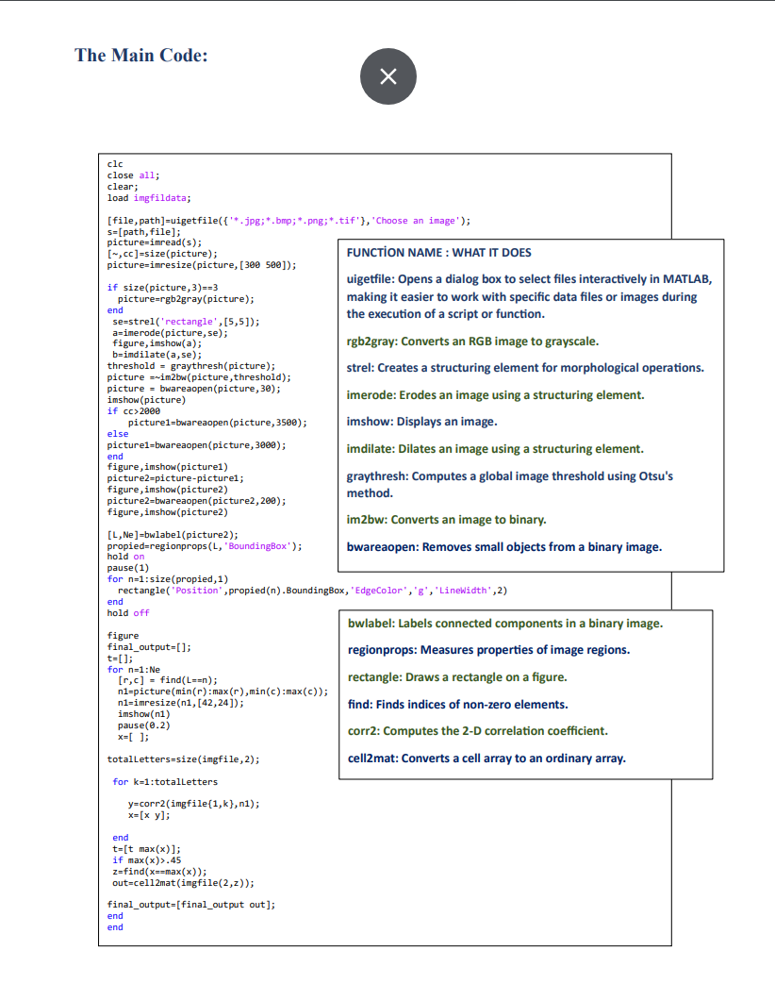 The Main Code:
clc
close all;
clear;
load imgfildata;
[file,path]=uigetfile({'*.jpg;*.bmp;*.png;*.tif'},'Choose an image');
s=[path,file];
picture=imread(s);
[~,cc]=size(picture);
picture=imresize(picture,[300 500]);
if size(picture,3)==3
picture=rgb2gray(picture);
end
se=strel('rectangle',[5,5]);
a=imerode(picture,se);
figure,imshow(a);
b=imdilate(a,se);
threshold = graythresh(picture);
picture =~im2bw(picture,threshold);
picture = bwareaopen(picture,30);
imshow(picture)
if cc>2000
picture1=bwareaopen(picture,3500);
else
picture1=bwareaopen(picture,3000);
end
figure,imshow(picture1)
picture2=picture-picture1;
figure,imshow(picture2)
picture2=bwareaopen(picture2,200);
figure,imshow(picture2)
[L,Ne]=bwlabel(picture2);
propied=regionprops(L,'BoundingBox');
hold on
pause(1)
for n=1:size(propied,1)
rectangle('Position',propied(n).BoundingBox,'EdgeColor','g','LineWidth',2)
end
hold off
figure
final_output=[];
t=[];
for n=1:Ne
[r,c] = find(L==n);
n1=picture(min(r):max(r),min(c):max(c));
n1=imresize(n1,[42,24]);
imshow(n1)
pause(0.2)
x=[ ];
totalLetters=size(imgfile,2);
for k=1:totalLetters
y=corr2(imgfile{1,k},n1);
x=[x y];
end
t=[t max(x)];
if max(x)>.45
z=find(x==max(x));
out=cell2mat(imgfile(2,z));
final_output=[final_output out];
end
end
FUNCTİON NAME : WHAT IT DOES
uigetfile: Opens a dialog box to select files interactively in MATLAB,
making it easier to work with specific data files or images during
the execution of a script or function.
rgb2gray: Converts an RGB image to grayscale.
strel: Creates a structuring element for morphological operations.
imerode: Erodes an image using a structuring element.
imshow: Displays an image.
imdilate: Dilates an image using a structuring element.
graythresh: Computes a global image threshold using Otsu's
method.
im2bw: Converts an image to binary.
bwareaopen: Removes small objects from a binary image.
bwlabel: Labels connected components in a binary image.
regionprops: Measures properties of image regions.
rectangle: Draws a rectangle on a figure.
find: Finds indices of non-zero elements.
corr2: Computes the 2-D correlation coefficient.
cell2mat: Converts a cell array to an ordinary array.